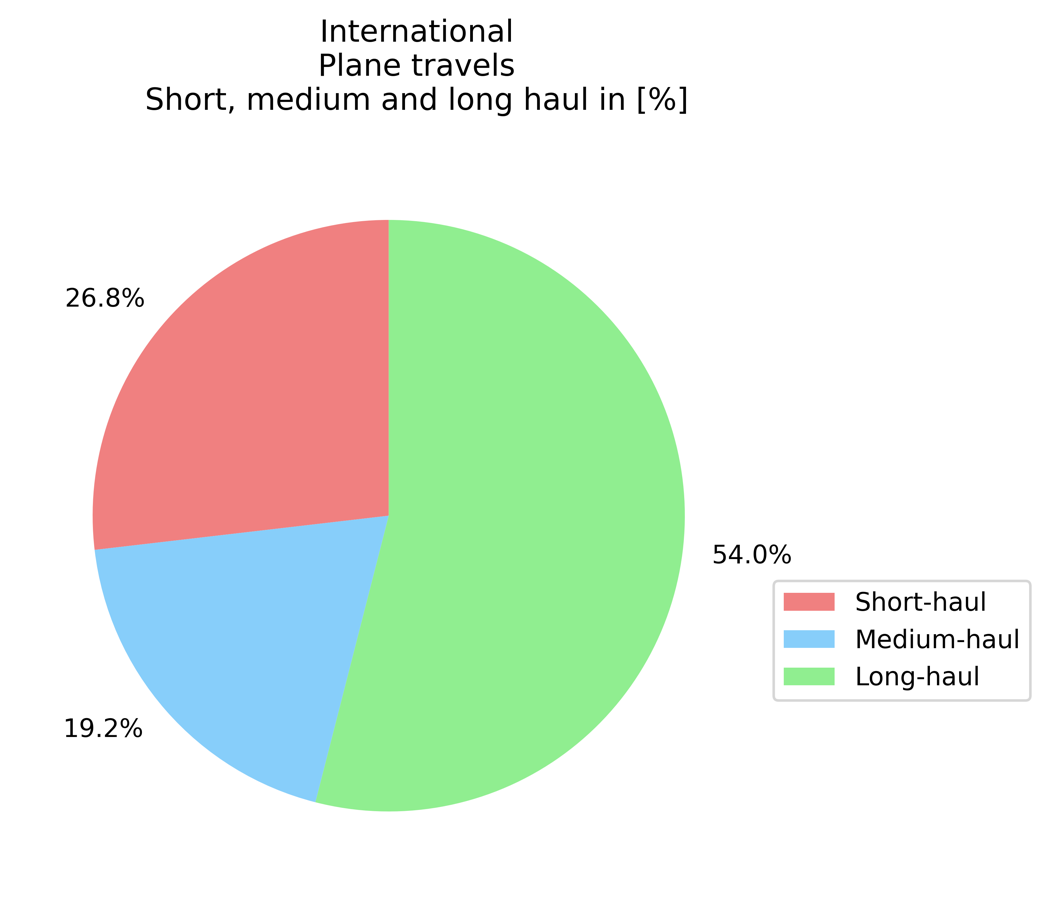 International
Plane travels
Short, medium and long haul in [%]
26.8%
54.0%
Short-haul
Medium-haul
Long-haul
19.2%